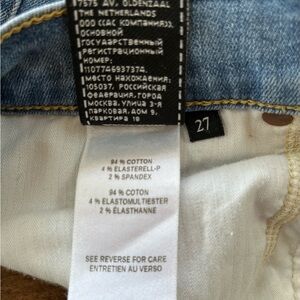 7575 AV, OLDENZAAL
THE NETHERLANDS
ООО ((АС КОМПАНИЯ)),
ОСНОВНОЙ
ГОСУДАРСТВЕННЫЙ
РЕГИСТРАЦИОННЫЙ
НОМЕР:
1107746937374,
МЕСТО НАХОЖДЕНИЯ:
105037, РОССИЙСКАЯ
ФЕДЕРАЦИЯ, ГОРОД
МОСКВА, УЛИЦА 3-Я
ПАРКОВАЯ, ДОМ 9,
КВАРТИРА 18
27
94 % COTTON
4 % ELASTERELL-P
2 % SPANDEX
94 % COTON
4 % ELASTOMULTIESTER
2 % ÉLASTHANNE
SEE REVERSE FOR CARE
ENTRETIEN AU VERSO